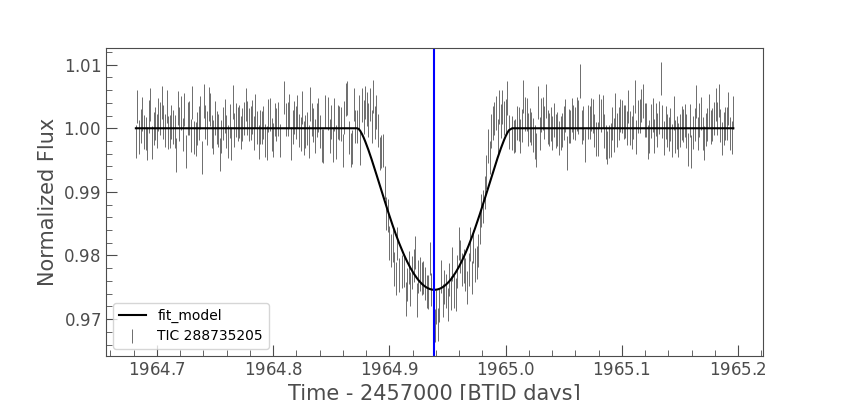 1.01
1.00
0.99
0.98
0.97
Normalized Flux
fit_model
TIC 288735205
1964.7 1964.8 1964.9 1965.0 1965.1 1965.2
Time - 2457000 [BTJD days]